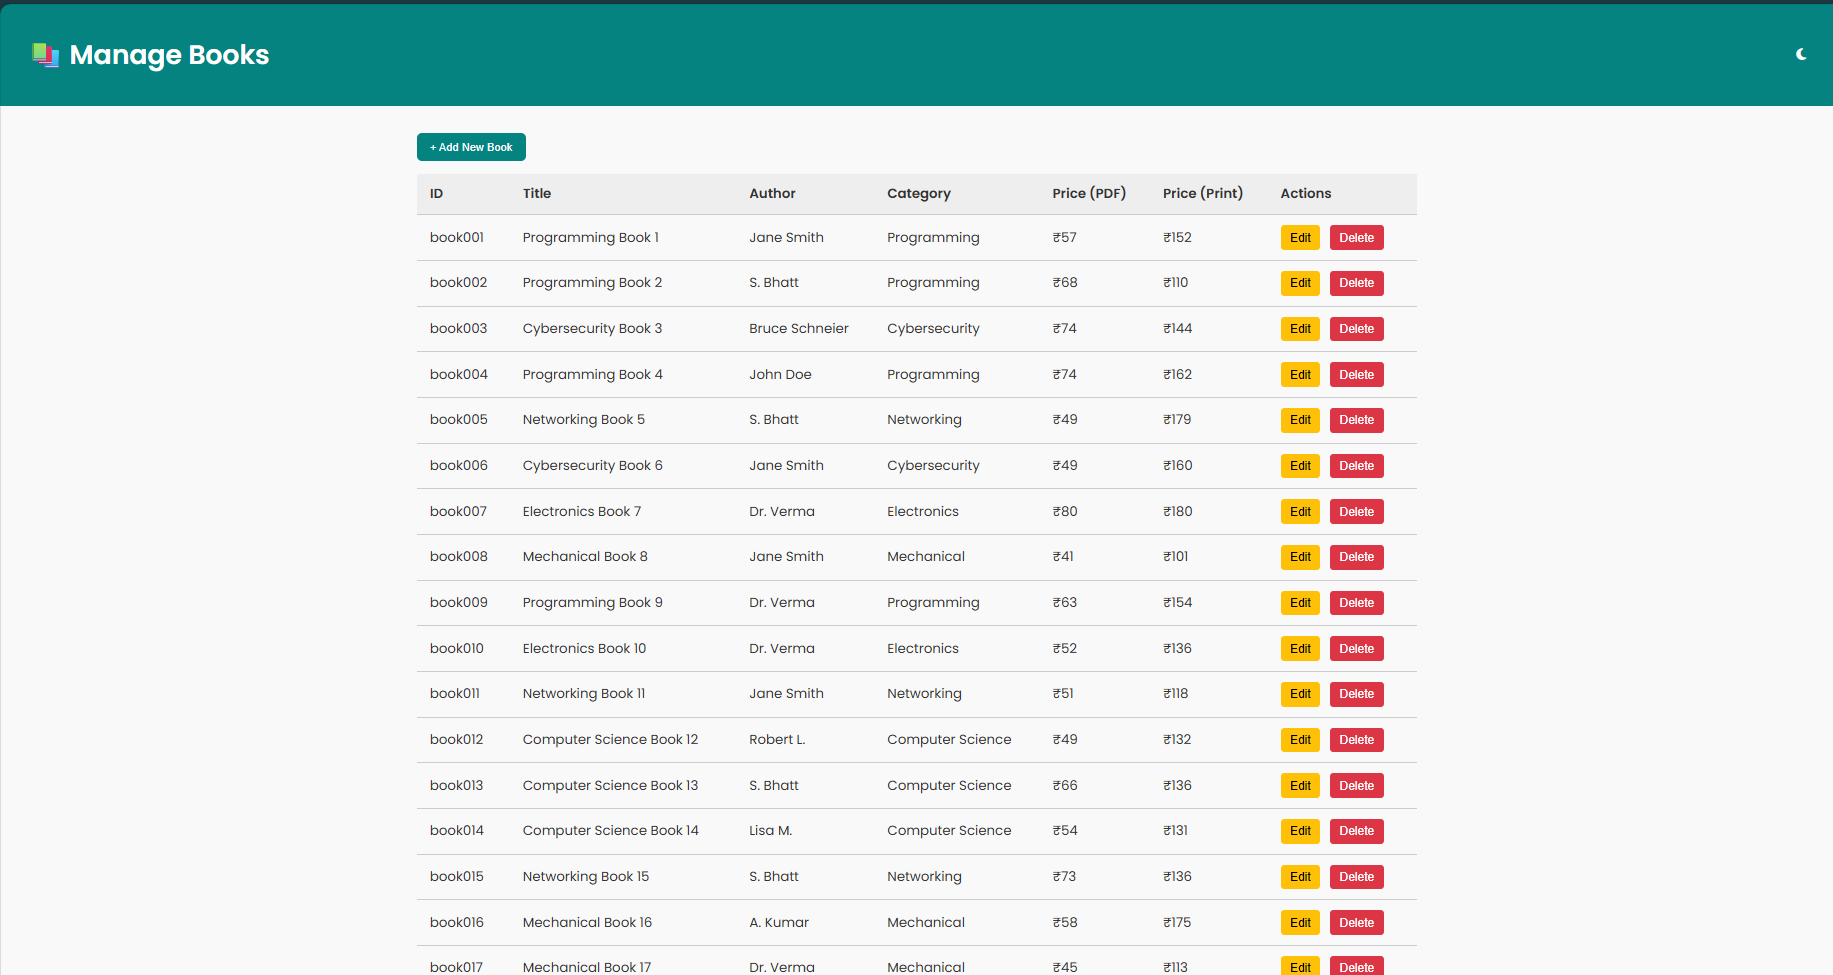 Manage Books
+ Add New Book
ID Title Author Category Price (PDF) Price (Print) Actions
book001 Programming Book 1 Jane Smith Programming ₹57 ₹152 Edit Delete
book002 Programming Book 2 S. Bhatt Programming ₹68 ₹110 Edit Delete
book003 Cybersecurity Book 3 Bruce Schneier Cybersecurity ₹74 ₹144 Edit Delete
book004 Programming Book 4 John Doe Programming ₹74 ₹162 Edit Delete
book005 Networking Book 5 S. Bhatt Networking ₹49 ₹179 Edit Delete
book006 Cybersecurity Book 6 Jane Smith Cybersecurity ₹49 ₹160 Edit Delete
book007 Electronics Book 7 Dr. Verma Electronics ₹80 ₹180 Edit Delete
book008 Mechanical Book 8 Jane Smith Mechanical ₹41 ₹101 Edit Delete
book009 Programming Book 9 Dr. Verma Programming ₹63 ₹154 Edit Delete
book010 Electronics Book 10 Dr. Verma Electronics ₹52 ₹136 Edit Delete
book011 Networking Book 11 Jane Smith Networking ₹51 ₹118 Edit Delete
book012 Computer Science Book 12 Robert L. Computer Science ₹49 ₹132 Edit Delete
book013 Computer Science Book 13 S. Bhatt Computer Science ₹66 ₹136 Edit Delete
book014 Computer Science Book 14 Lisa M. Computer Science ₹54 ₹131 Edit Delete
book015 Networking Book 15 S. Bhatt Networking ₹73 ₹136 Edit Delete
book016 Mechanical Book 16 A. Kumar Mechanical ₹58 ₹175 Edit Delete
book017 Mechanical Book 17 Dr. Verma Mechanical ₹45 ₹113 Edit Delete